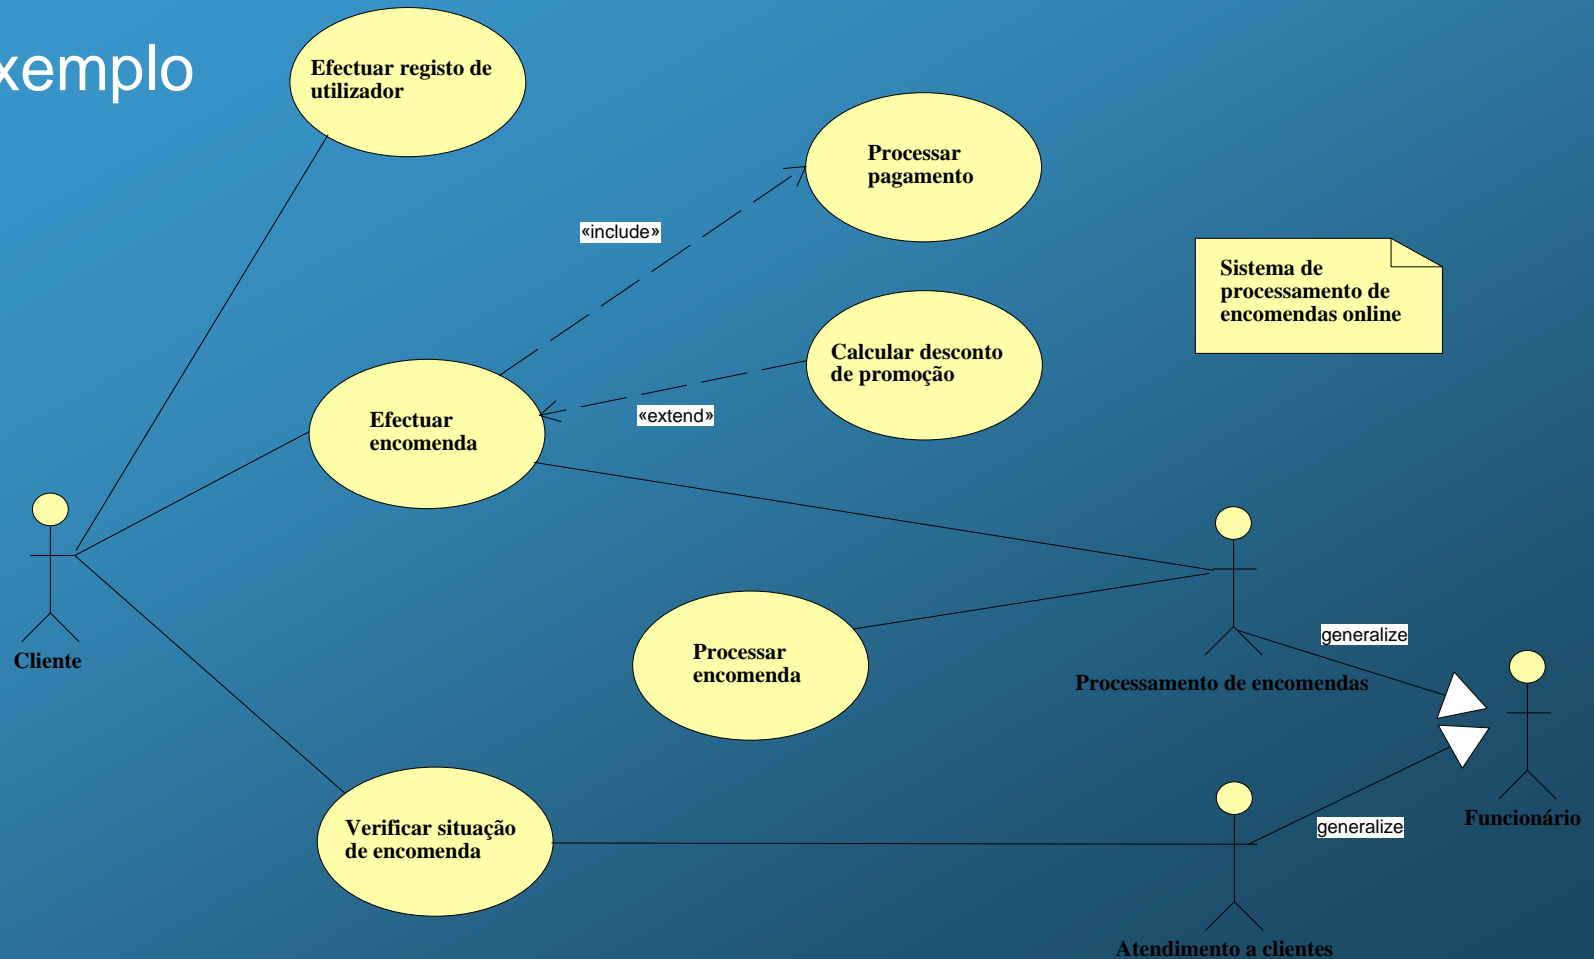 xemplo
Efectuar registo de
utilizador
Processar
pagamento
«include»
Sistema de
processamento de
encomendas online
Calcular desconto
de promoção
«extend»
Efectuar
encomenda
Cliente
Processar
encomenda
generalize
Processamento de encomendas
Verificar situação
de encomenda
generalize
Funcionário
Atendimento a clientes